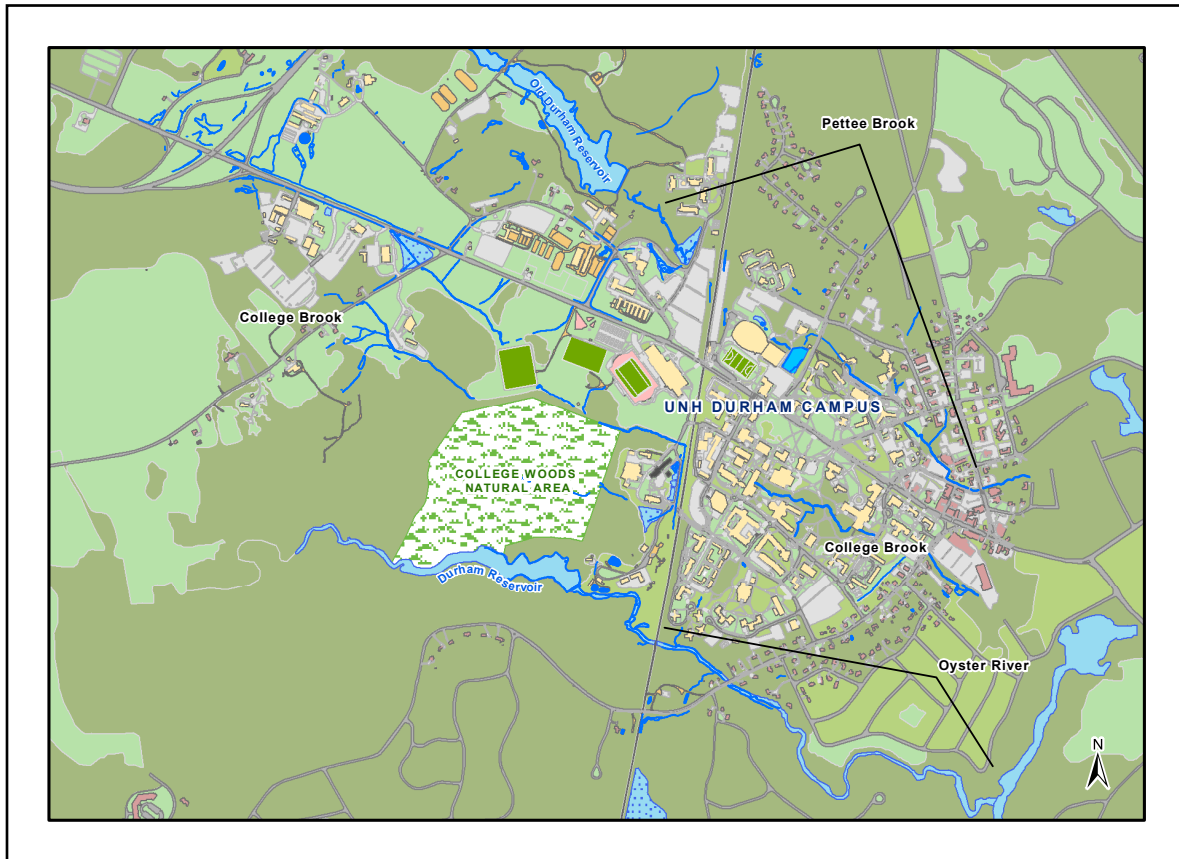 Old Durham Reservoir
Pettee Brook
College Brook
UNH DURHAM CAMPUS
COLLEGE WOODS
NATURAL AREA
College Brook
Durham Reservoir
Oyster River
N